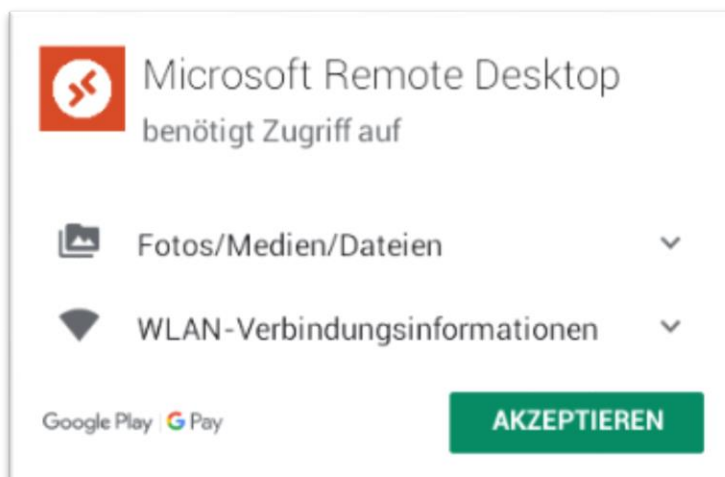 Microsoft Remote Desktop
benötigt Zugriff auf
Fotos/Medien/Dateien
WLAN-Verbindungsinformationen
Google Play | G Pay AKZEPTIEREN